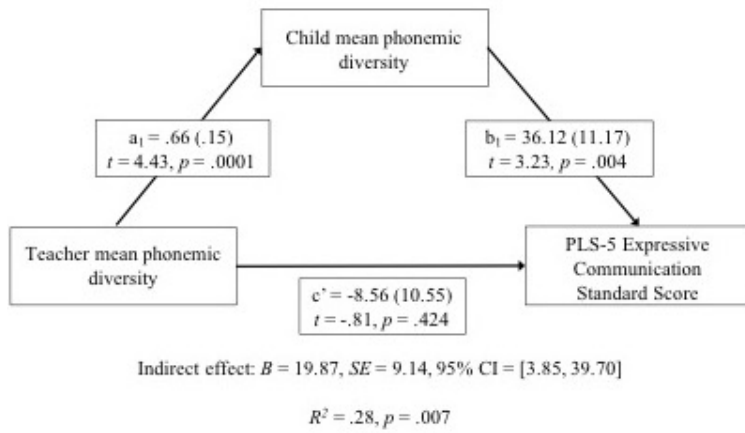 Child mean phonemic
diversity
a₁ = .66 (.15)
t = 4.43, p = .0001
b₁ = 36.12 (11.17)
t = 3.23, p = .004
Teacher mean phonemic
diversity
PLS-5 Expressive
Communication
Standard Score
c’ = -8.56 (10.55)
t = -.81, p = .424
Indirect effect: B = 19.87, SE = 9.14, 95% CI = [3.85, 39.70]
R² = .28, p = .007